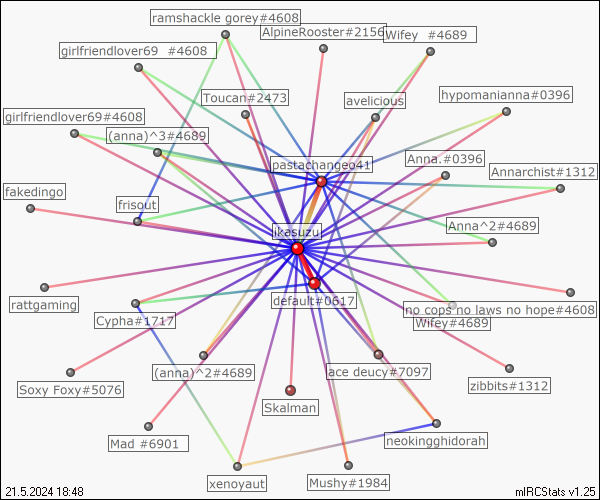 ramshackle gorey#4608
AlpineRooster#2156
Wifey #4689
girlfriendlover69 #4608
Toucan#2473
avelicious
hypomanianna#0396
girlfriendlover69#4608
(anna)^3#4689
pastachangeo41
Anna.#0396
Annarchist#1312
fakedingo
frisout
ikasuzu
Anna^2#4689
rattgaming
default#0617
no cops no laws no hope#4608
Cypha#1717
Wifey#4689
Soxy Foxy#5076
(anna)^2#4689
ace deucy#7097
zibbits#1312
Skalman
Mad #6901
neokingghidorah
xenoyaut
Mushy#1984
21.5.2024 18:48
mIRCStats v1.25